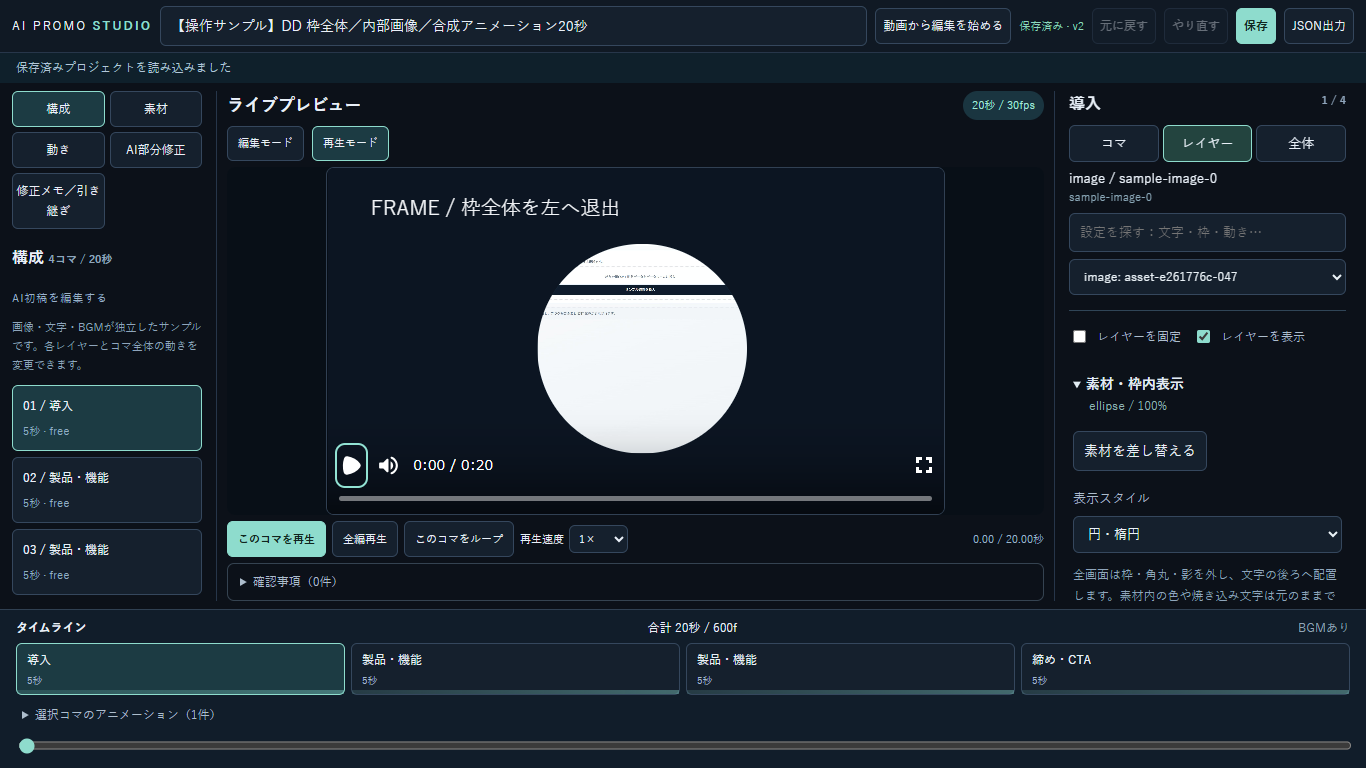 AI PROMO STUDIO
【操作サンプル】DD 枠全体／内部画像／合成アニメーション20秒
動画から編集を始める
保存済み · v2
元に戻す
やり直す
保存
JSON出力
保存済みプロジェクトを読み込みました
構成
素材
動き
AI部分修正
修正メモ／引き
継ぎ
構成 4コマ / 20秒
AI初稿を編集する
画像・文字・BGMが独立したサンプル
です。各レイヤーとコマ全体の動きを
変更できます。
01 / 導入
5秒 · free
02 / 製品・機能
5秒 · free
03 / 製品・機能
5秒 · free
ライブプレビュー
20秒 / 30fps
編集モード
再生モード
FRAME / 枠全体を左へ退出
0:00 / 0:20
このコマを再生
全編再生
このコマをループ
再生速度
1×
0.00 / 20.00秒
▶ 確認事項（0件）
導入
1 / 4
コマ
レイヤー
全体
image / sample-image-0
sample-image-0
設定を探す：文字・枠・動き…
image: asset-e261776c-047
レイヤーを固定
レイヤーを表示
▼ 素材・枠内表示
ellipse / 100%
素材を差し替える
表示スタイル
円・楕円
全画面は枠・角丸・影を外し、文字の後ろへ配置
します。素材内の色や焼き込み文字は元のままで
タイムライン
合計 20秒 / 600f
BGMあり
導入
5秒
製品・機能
5秒
製品・機能
5秒
締め・CTA
5秒
▶ 選択コマのアニメーション（1件）